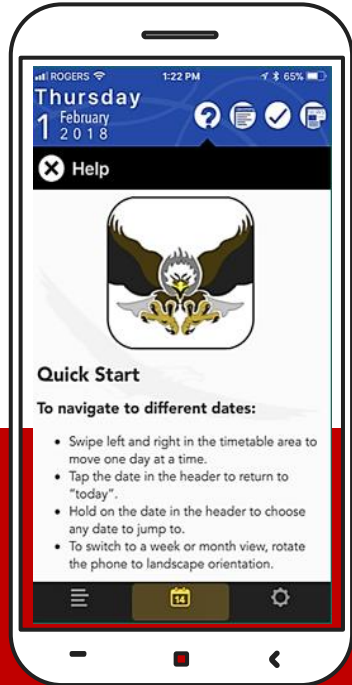 ROGERS 1:22 PM 65%
Thursday
1 February
2018
?
Help
Quick Start
To navigate to different dates:
• Swipe left and right in the timetable area to
move one day at a time.
• Tap the date in the header to return to
"today".
• Hold on the date in the header to choose
any date to jump to.
• To switch to a week or month view, rotate
the phone to landscape orientation.
14